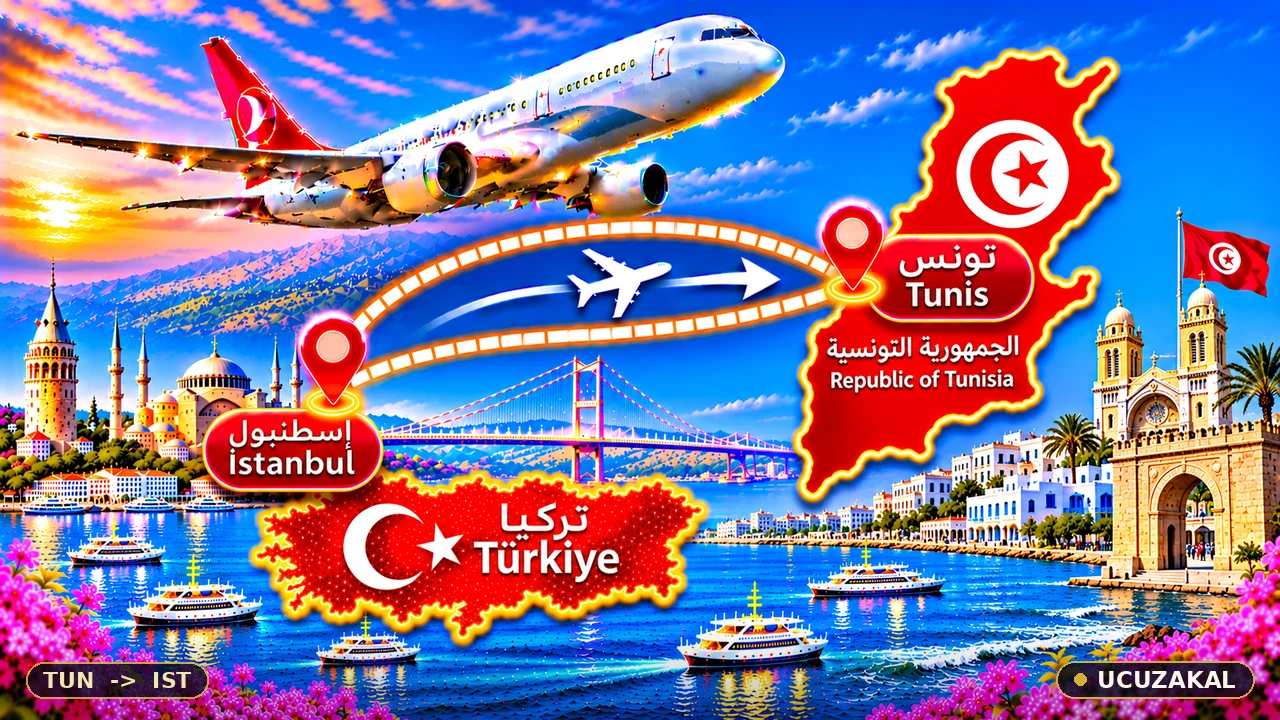 تونس
Tunis
الجمهورية التونسية
Republic of Tunisia
إسطنبول
İstanbul
تركيا
Türkiye
TUN -> IST
UCUZAKAL